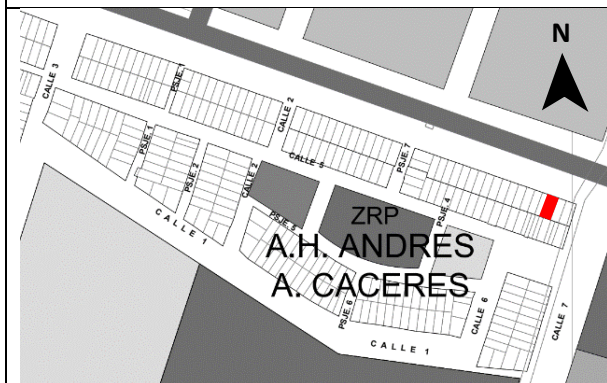 N
PSJE. 1
CALLE 3
CALLE 2
PSJE. 7
CALLE 5
PSJE. 1
PSJE. 2
CALLE 2
PSJE. 4
PSJE. 5
ZRP
A.H. ANDRES
A. CACERES
CALLE 1
PSJE. 6
CALLE 6
CALLE 7
CALLE 1